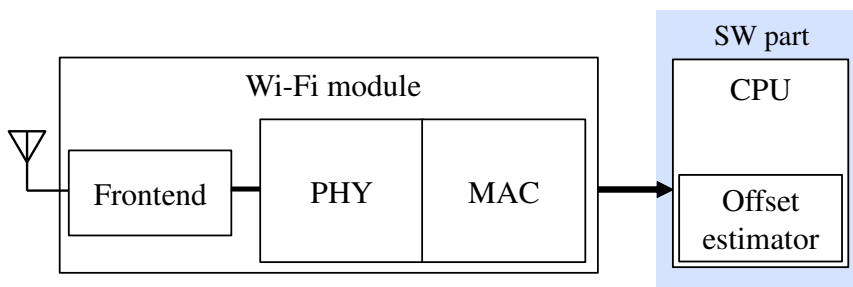 SW part
Wi-Fi module
CPU
Frontend
PHY
MAC
Offset
estimator